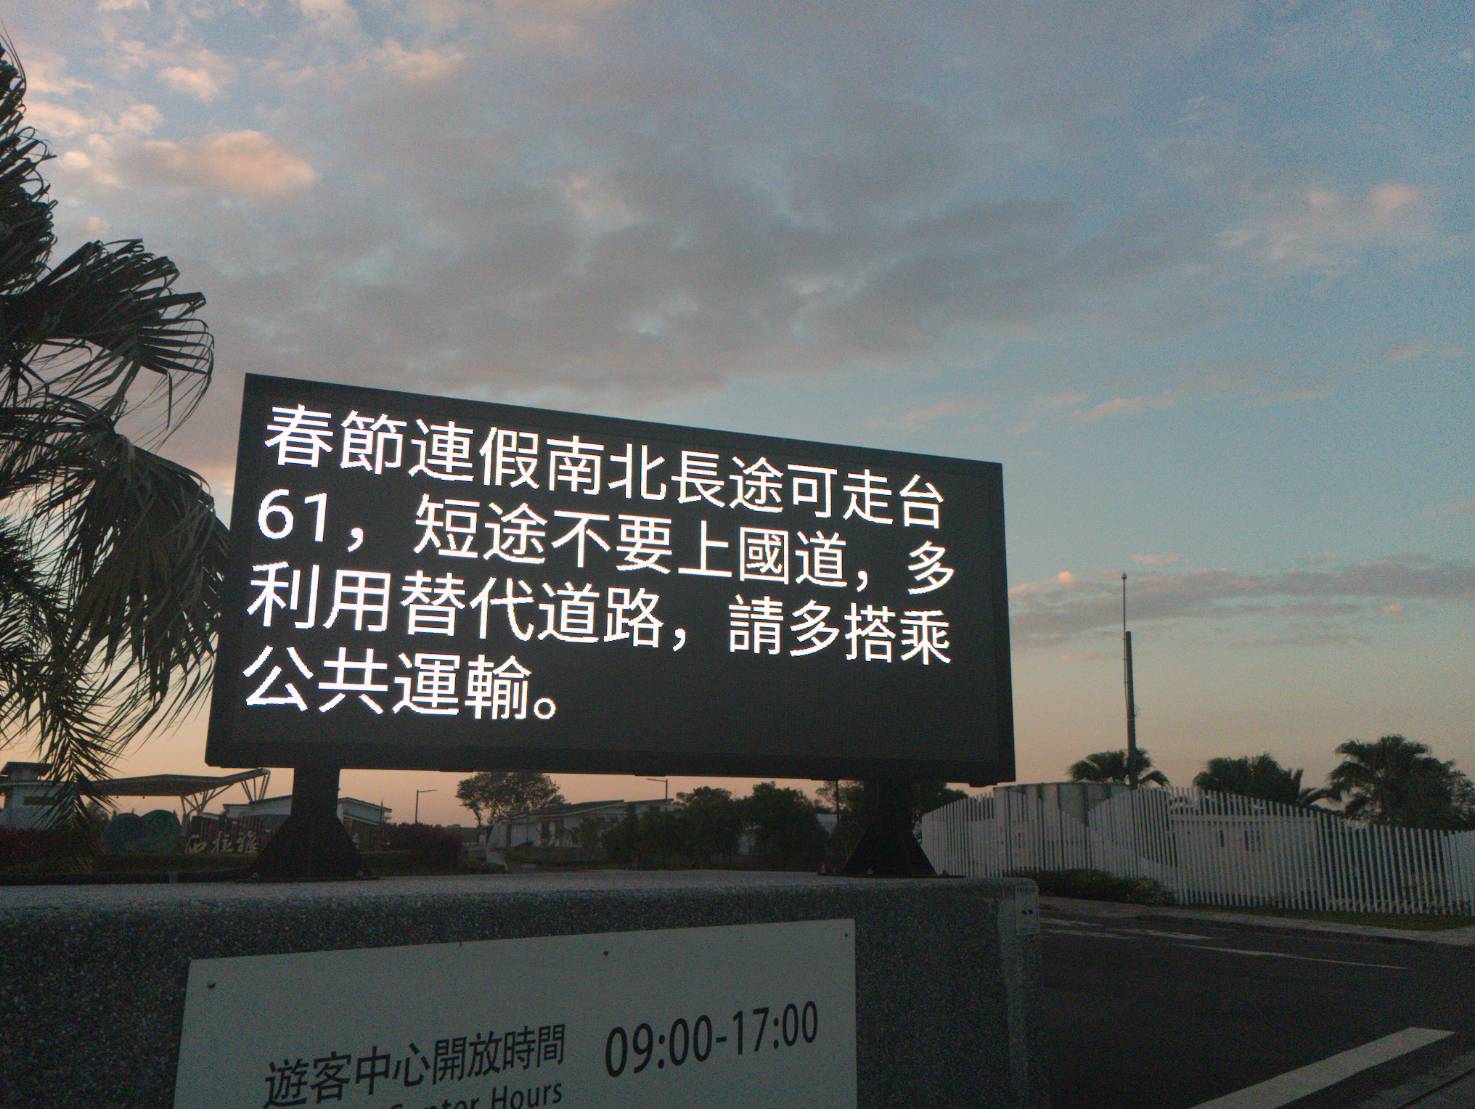 春節連假南北長途可走台
61，短途不要上國道，多
利用替代道路，請多搭乘
公共運輸。
遊客中心開放時間 09:00-17:00
Center Hours